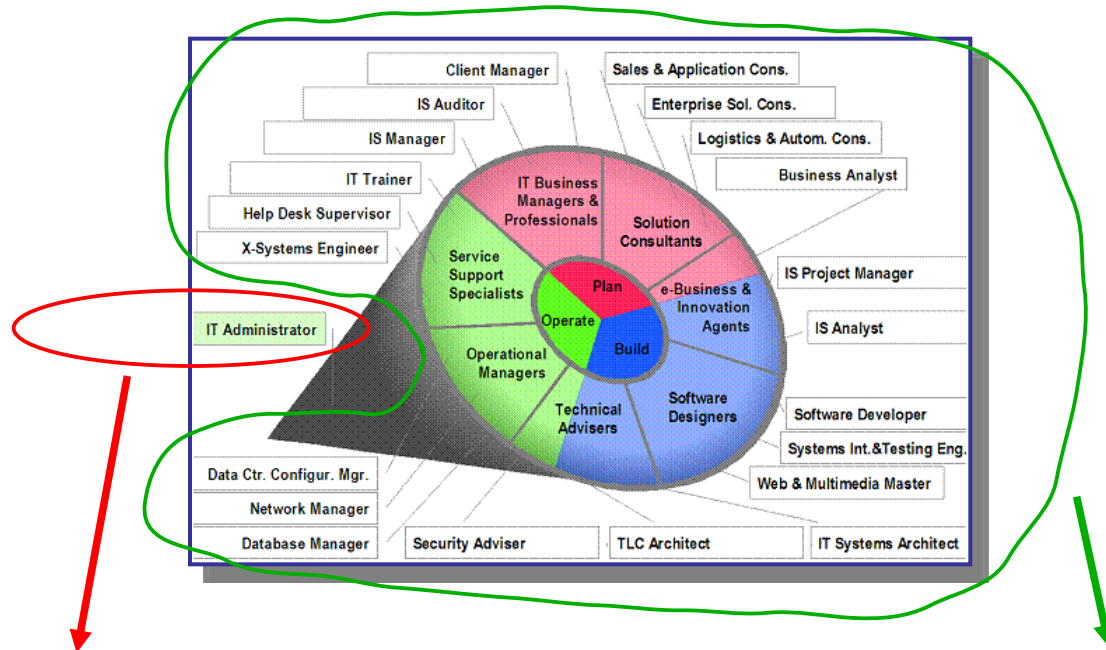 Client Manager
Sales & Application Cons.
IS Auditor
Enterprise Sol. Cons.
IS Manager
Logistics & Autom. Cons.
IT Trainer
Business Analyst
Help Desk Supervisor
X-Systems Engineer
IT Business
Managers &
Professionals
Solution
Consultants
Service
Support
Specialists
Plan
e-Business &
Innovation
Agents
IS Project Manager
IT Administrator
Operate
Build
IS Analyst
Operational
Managers
Technical
Advisers
Software
Designers
Software Developer
Systems Int.&Testing Eng.
Data Ctr. Configur. Mgr.
Web & Multimedia Master
Network Manager
Database Manager
Security Adviser
TLC Architect
IT Systems Architect